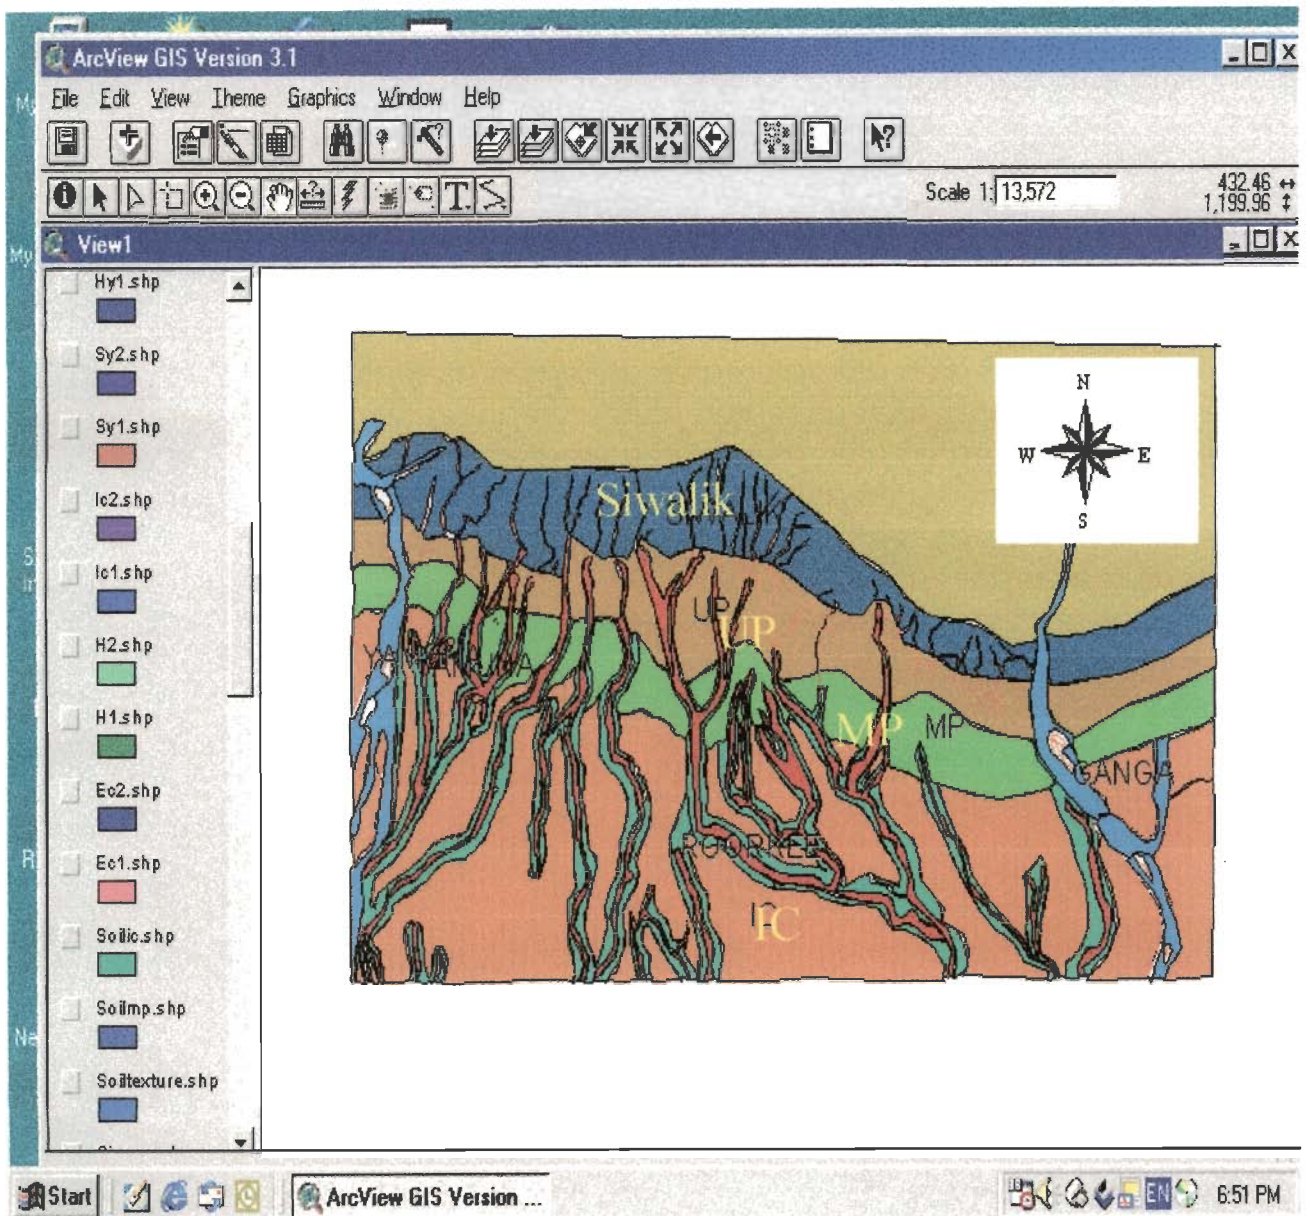 ArcView GIS Version 3.1
File Edit View Theme Graphics Window Help
Scale 1: 13,572
432.46
1,199.96
View1
Hy1.shp
Sy2.shp
Sy1.shp
Ic2.shp
Ic1.shp
H2.shp
H1.shp
Ec2.shp
Ec1.shp
Soilic.shp
Soilmp.shp
Soiltexture.shp
N
W E
S
Siwalik
UP
UP
MP
MP
GANGA
ROORKEE
IC
IC
Start
ArcView GIS Version ...
EN
6:51 PM